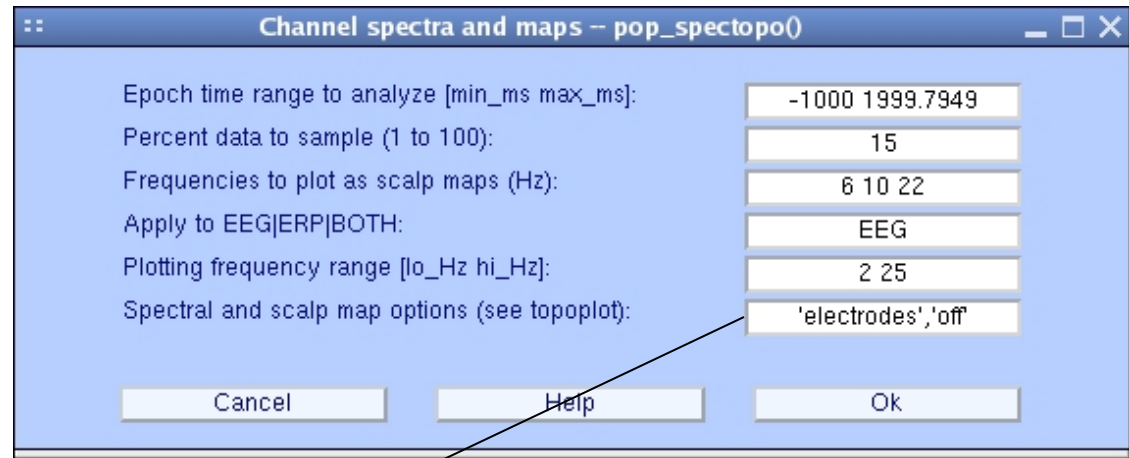 Channel spectra and maps -- pop_spectopo()
Epoch time range to analyze [min_ms max_ms]: -1000 1999.7949
Percent data to sample (1 to 100): 15
Frequencies to plot as scalp maps (Hz): 6 10 22
Apply to EEG|ERP|BOTH: EEG
Plotting frequency range [lo_Hz hi_Hz]: 2 25
Spectral and scalp map options (see topoplot): 'electrodes','off'
Cancel Help Ok